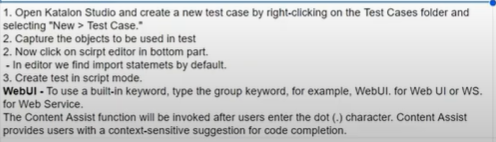 1. Open Katalon Studio and create a new test case by right-clicking on the Test Cases folder and
selecting "New > Test Case."
2. Capture the objects to be used in test
2. Now click on scirpt editor in bottom part.
- In editor we find import statemets by default.
3. Create test in script mode.
WebUI - To use a built-in keyword, type the group keyword, for example, WebUI. for Web UI or WS.
for Web Service.
The Content Assist function will be invoked after users enter the dot (.) character. Content Assist
provides users with a context-sensitive suggestion for code completion.